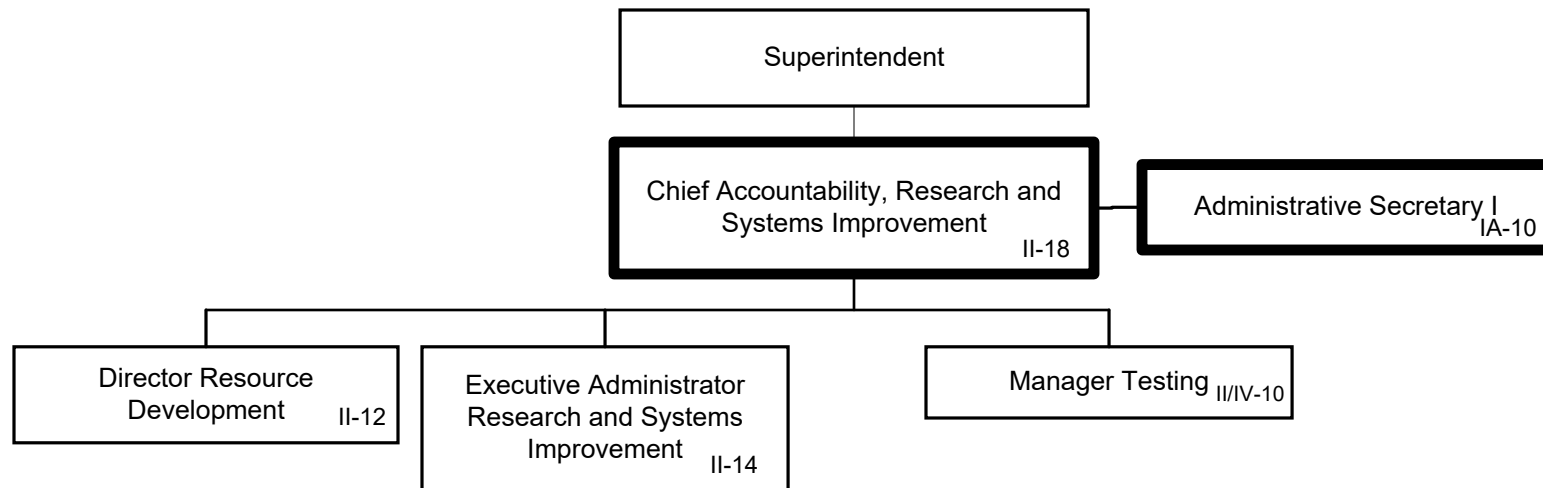 Superintendent
Chief Accountability, Research and
Systems Improvement
II-18
Administrative Secretary I
IA-10
Director Resource
Development
II-12
Executive Administrator
Research and Systems
Improvement
II-14
Manager Testing II/IV-10